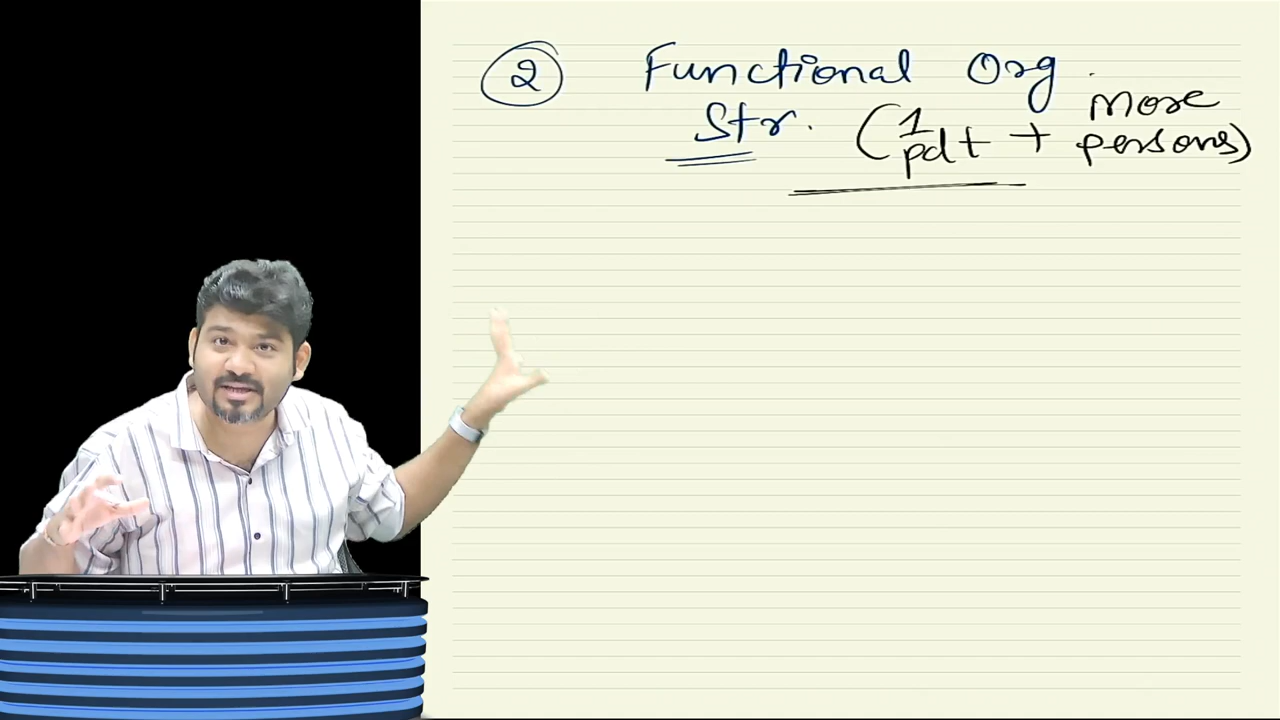 ② Functional Org.
Str. (1 pdt + More persons)